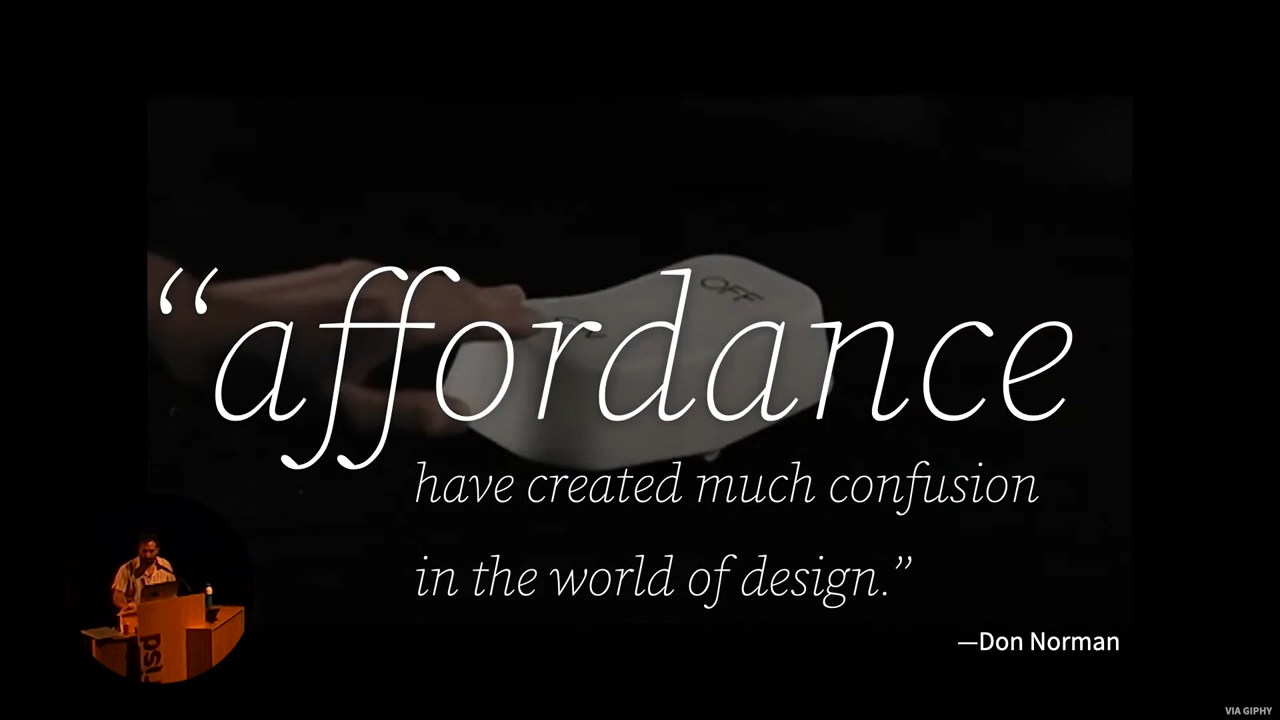 OFF
“affordance
have created much confusion
in the world of design.”
—Don Norman
VIA GIPHY